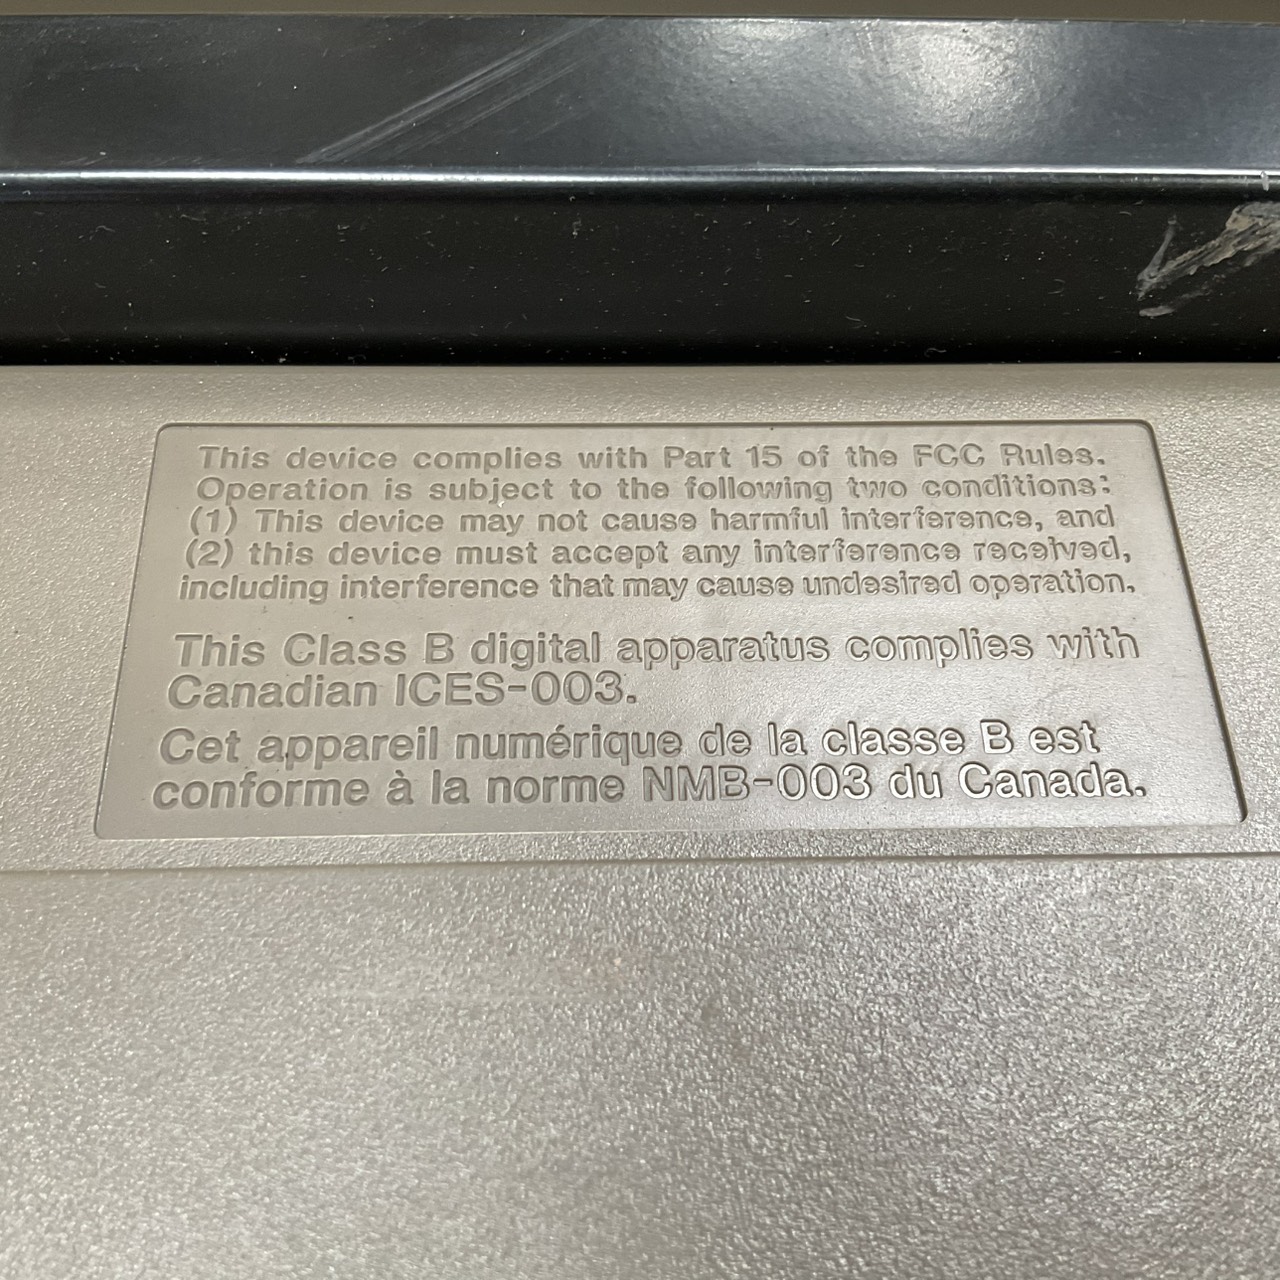 This device complies with Part 15 of the FCC Rules.
Operation is subject to the following two conditions:
(1) This device may not cause harmful interference, and
(2) this device must accept any interference received,
including interference that may cause undesired operation.
This Class B digital apparatus complies with
Canadian ICES-003.
Cet appareil numérique de la classe B est
conforme à la norme NMB-003 du Canada.